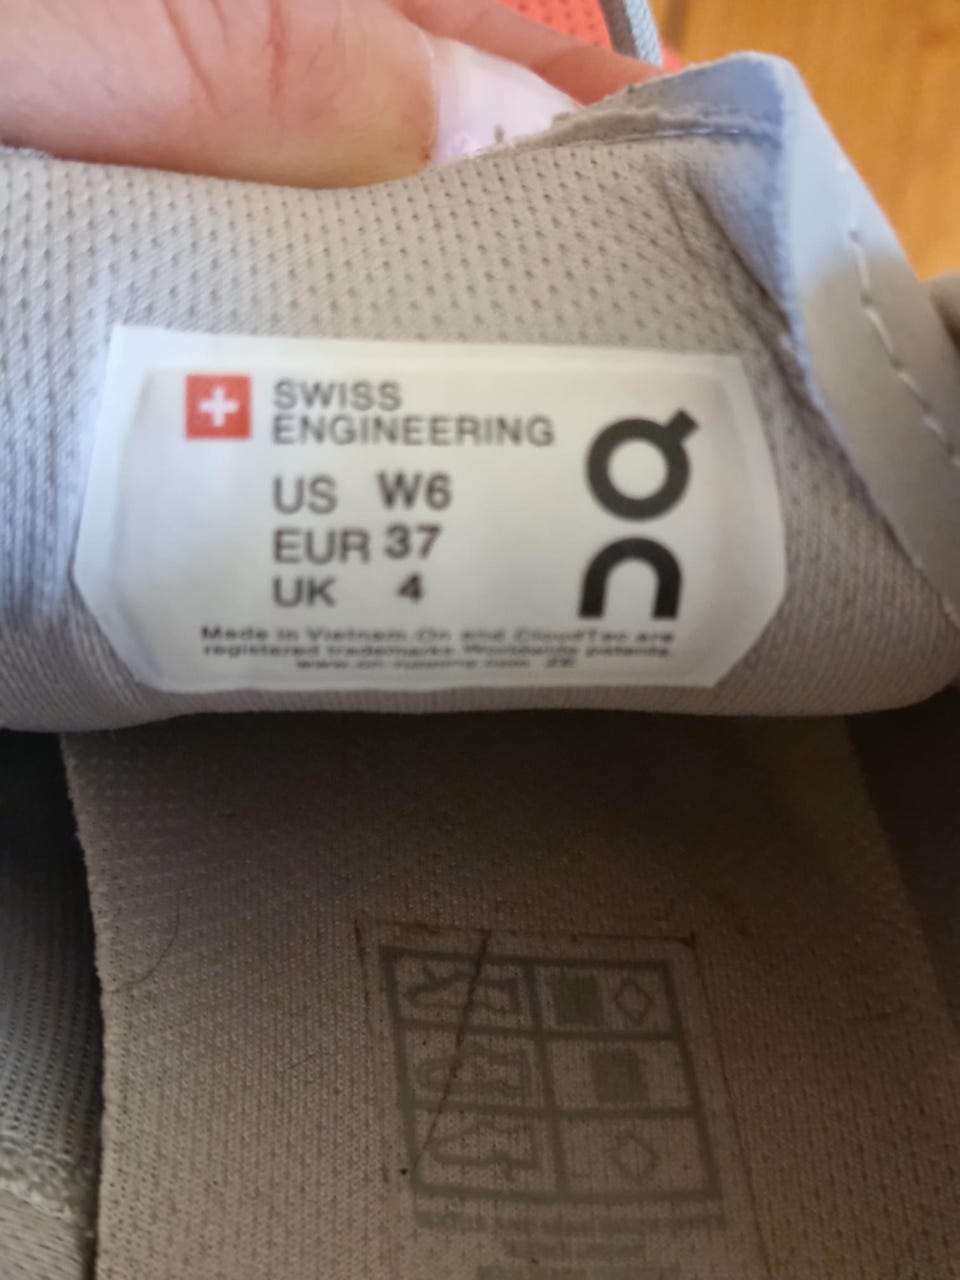 SWISS
ENGINEERING
US W6
EUR 37
UK 4
Made in Vietnam. On and CloudTec are
registered trademarks Worldwide patents.
www.on-running.com